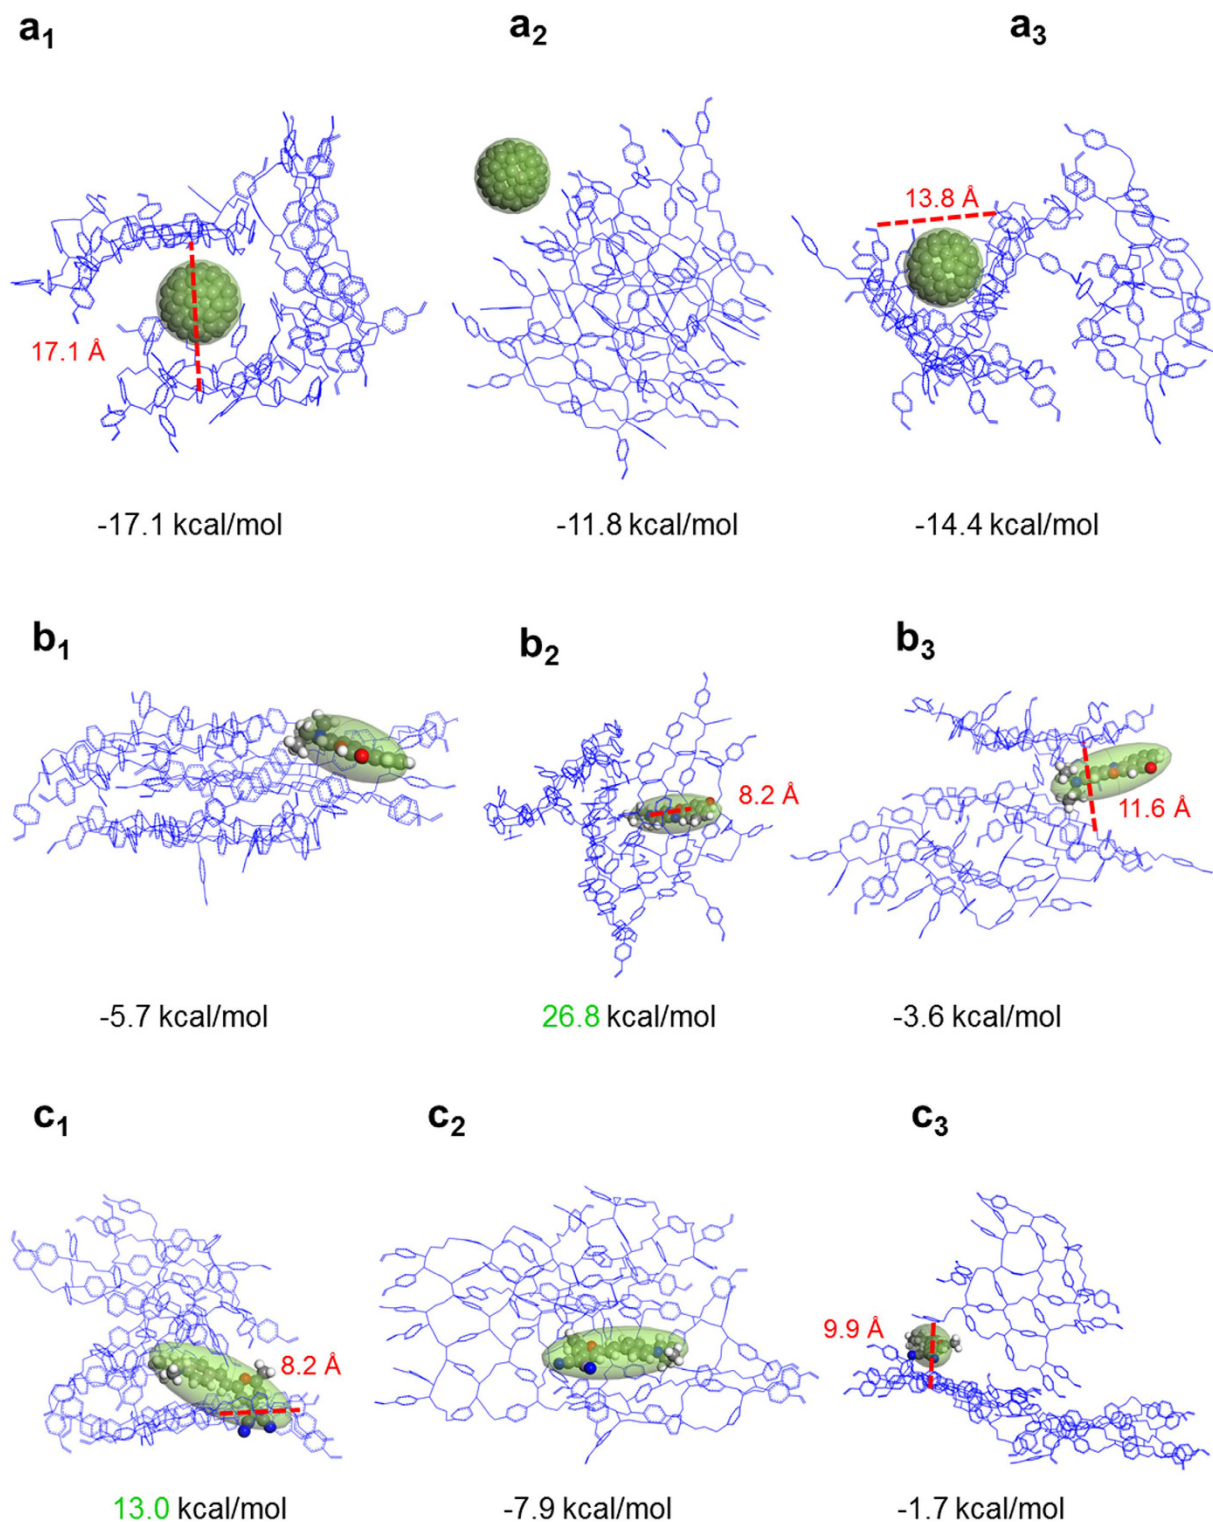 a1
a2
a3
13.8 Å
17.1 Å
-17.1 kcal/mol
-11.8 kcal/mol
-14.4 kcal/mol
b1
b2
b3
8.2 Å
11.6 Å
-5.7 kcal/mol
26.8 kcal/mol
-3.6 kcal/mol
c1
c2
c3
9.9 Å
8.2 Å
13.0 kcal/mol
-7.9 kcal/mol
-1.7 kcal/mol